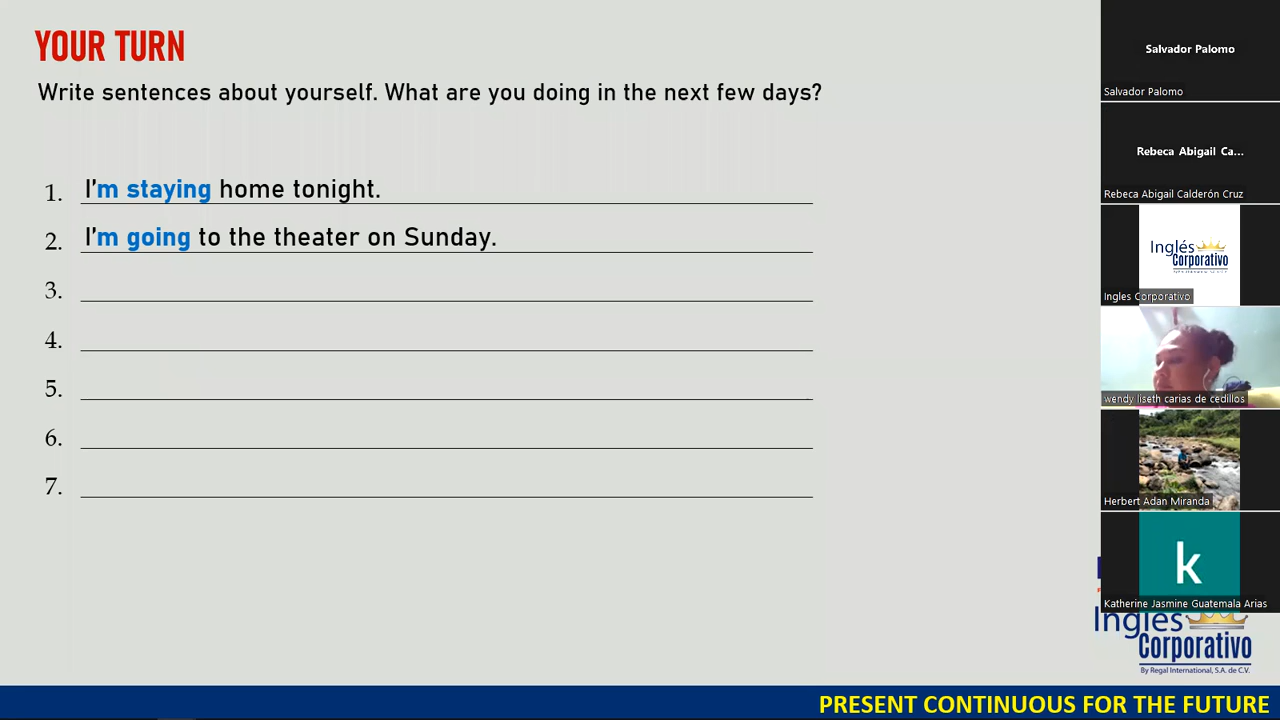 YOUR TURN
Write sentences about yourself. What are you doing in the next few days?
1. I'm staying home tonight.
2. I'm going to the theater on Sunday.
3.
4.
5.
6.
7.
Salvador Palomo
Salvador Palomo
Rebeca Abigail Ca...
Rebeca Abigail Calderón Cruz
Inglés
Corporativo
Ingles Corporativo
wendy liseth carias de cedillos
Herbert Adan Miranda
k
Katherine Jasmine Guatemala Arias
Inglés
Corporativo
By Regal International, S.A. de C.V.
PRESENT CONTINUOUS FOR THE FUTURE